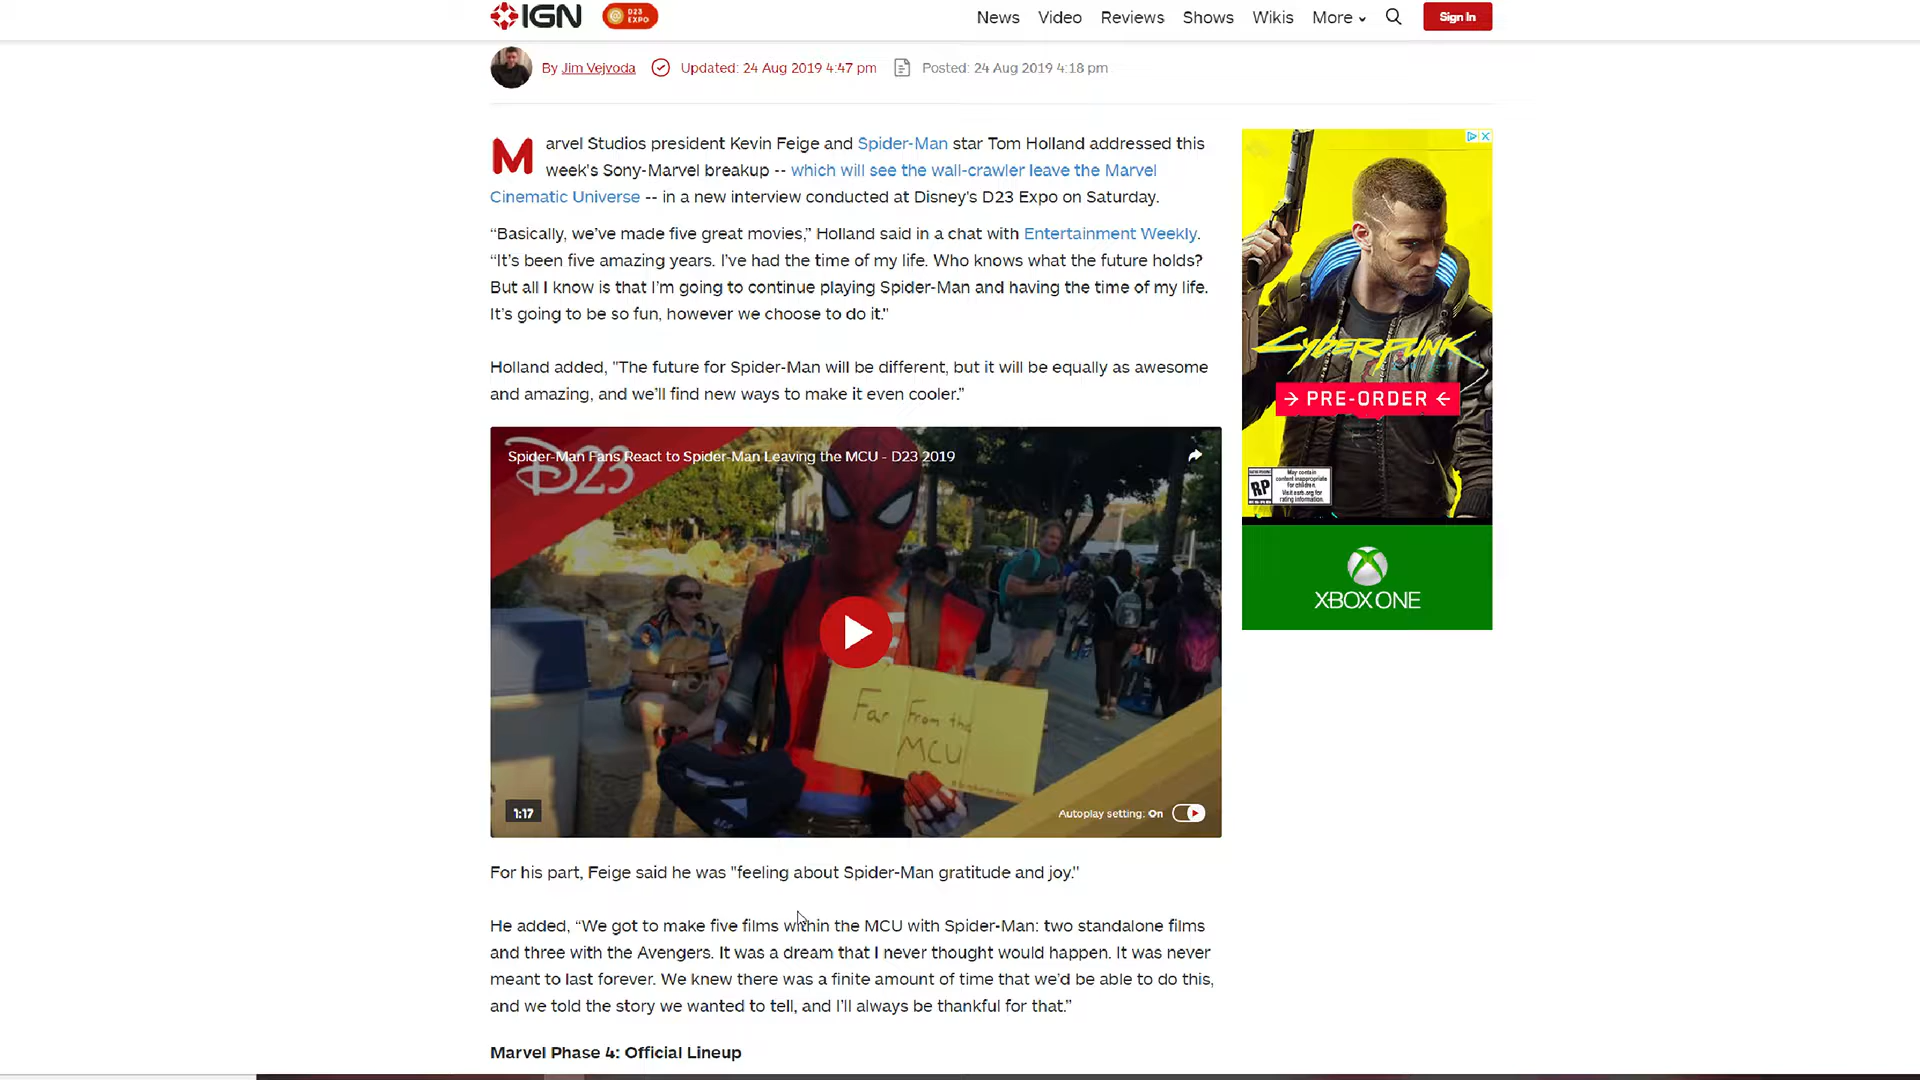 IGN
D23
EXPO
News Video Reviews Shows Wikis More
Sign In
By Jim Vejvoda Updated: 24 Aug 2019 4:47 pm Posted: 24 Aug 2019 4:18 pm
Marvel Studios president Kevin Feige and Spider-Man star Tom Holland addressed this
week's Sony-Marvel breakup -- which will see the wall-crawler leave the Marvel
Cinematic Universe -- in a new interview conducted at Disney's D23 Expo on Saturday.
“Basically, we’ve made five great movies,” Holland said in a chat with Entertainment Weekly.
“It’s been five amazing years. I’ve had the time of my life. Who knows what the future holds?
But all I know is that I’m going to continue playing Spider-Man and having the time of my life.
It’s going to be so fun, however we choose to do it."
Holland added, "The future for Spider-Man will be different, but it will be equally as awesome
and amazing, and we’ll find new ways to make it even cooler.”
Spider-Man Fans React to Spider-Man Leaving the MCU - D23 2019
D23
Far From the
MCU
1:17
Autoplay setting: On
For his part, Feige said he was "feeling about Spider-Man gratitude and joy."
He added, “We got to make five films within the MCU with Spider-Man: two standalone films
and three with the Avengers. It was a dream that I never thought would happen. It was never
meant to last forever. We knew there was a finite amount of time that we’d be able to do this,
and we told the story we wanted to tell, and I’ll always be thankful for that.”
Marvel Phase 4: Official Lineup
Cyberpunk
PRE-ORDER
RP
May contain
content inappropriate
for children.
Visit esrb.org for
rating information.
XBOX ONE